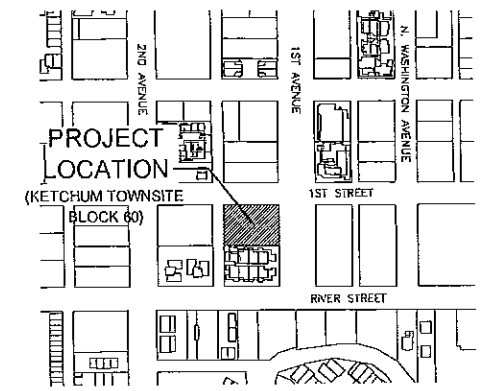 2ND AVENUE
1ST AVENUE
N. WASHINGTON AVENUE
PROJECT
LOCATION
(KETCHUM TOWNSITE
BLOCK 60)
1ST STREET
RIVER STREET